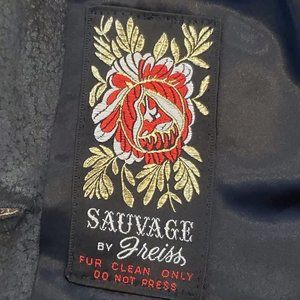 SAUVAGE
BY Freiss
FUR CLEAN ONLY
DO NOT PRESS